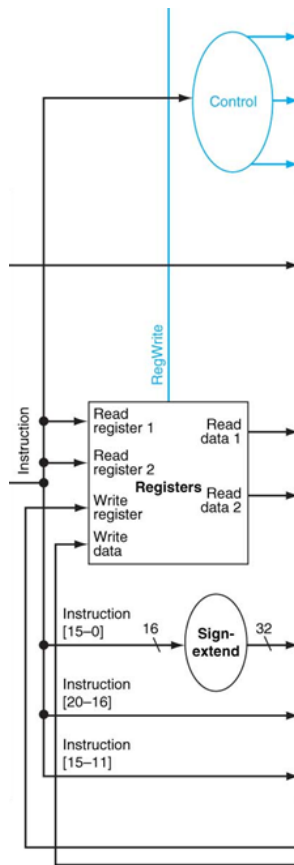 Control
RegWrite
Instruction
Read
register 1
Read
data 1
Read
register 2
Registers
Write
register
Read
data 2
Write
data
Instruction
[15–0]
16
Sign-
extend
32
Instruction
[20–16]
Instruction
[15–11]